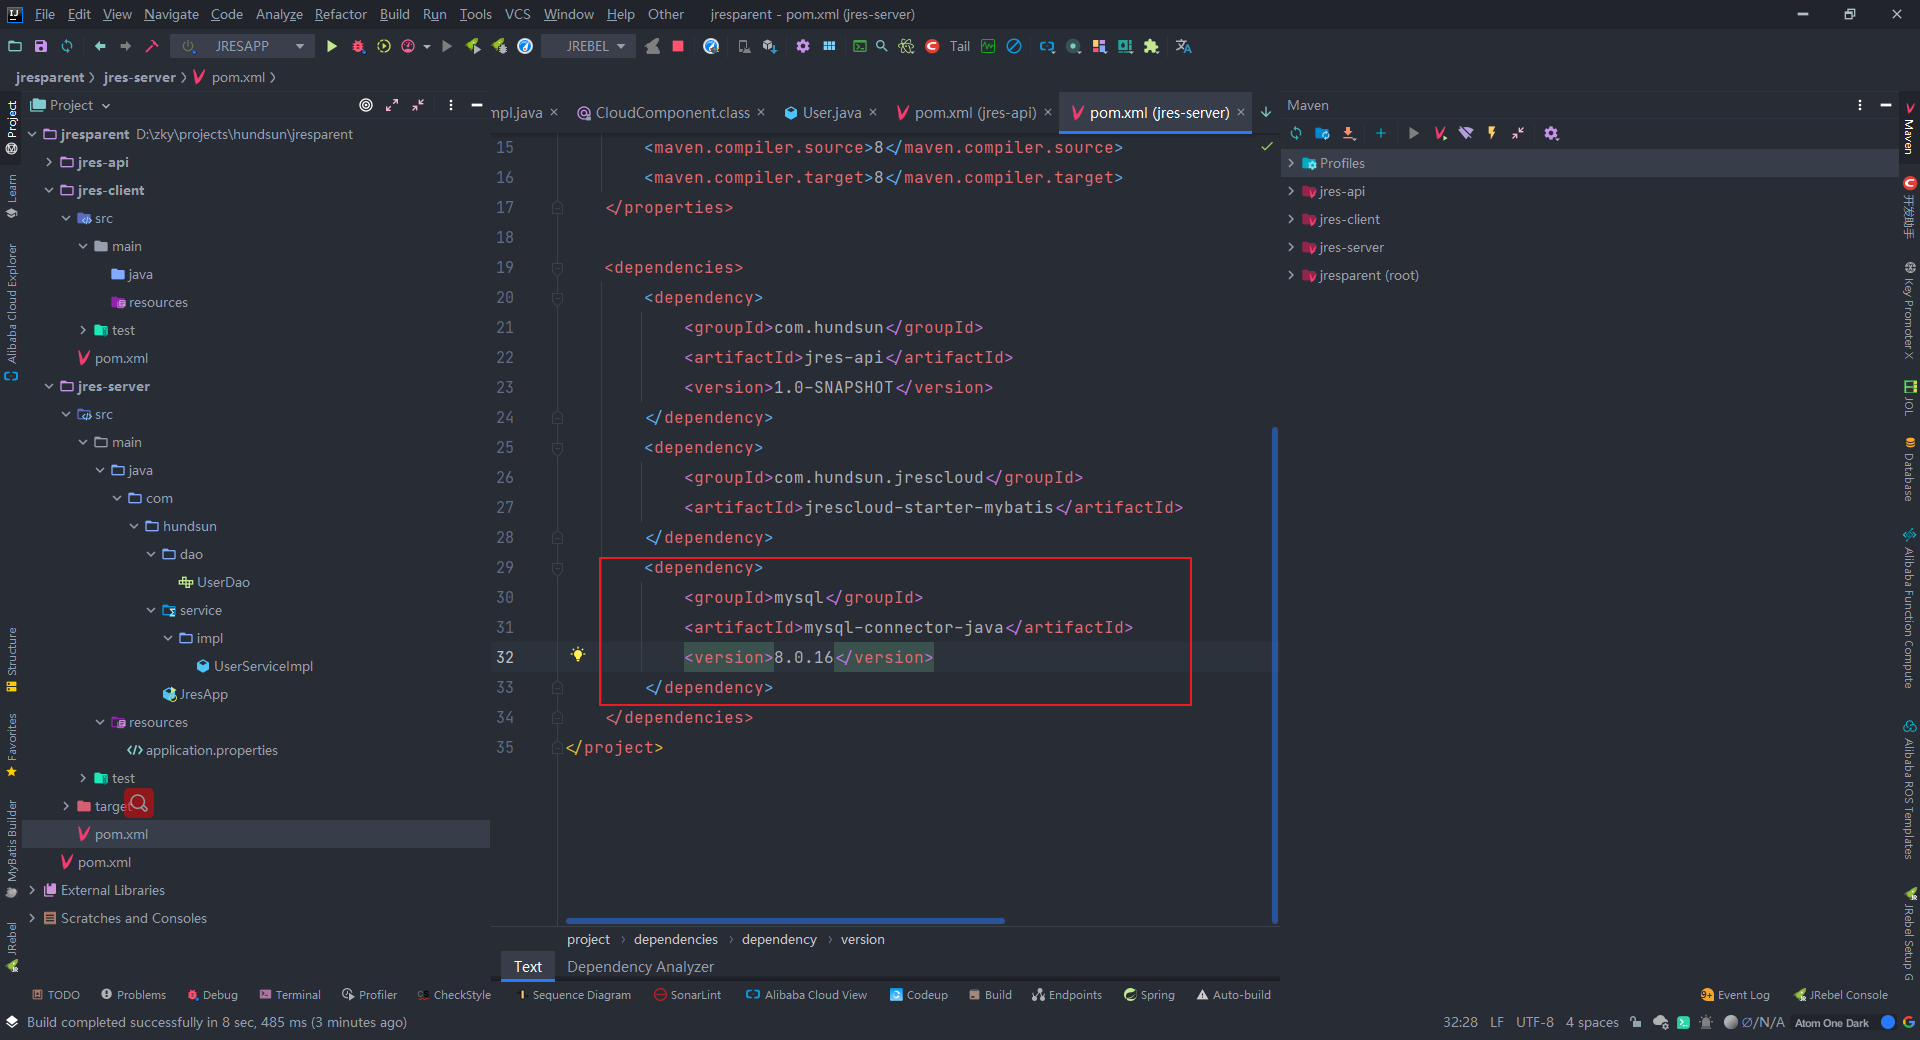 File Edit View Navigate Code Analyze Refactor Build Run Tools VCS Window Help Other jresparent - pom.xml (jres-server)
JRESAPP JREBEL Tail
jresparent jres-server pom.xml
Project
mpl.java CloudComponent.class User.java pom.xml (jres-api) pom.xml (jres-server)
Maven
jresparent D:\zky\projects\hundsun\jresparent
jres-api
jres-client
src
main
java
resources
test
pom.xml
jres-server
src
main
java
com
hundsun
dao
UserDao
service
impl
UserServiceImpl
JresApp
resources
application.properties
test
target
pom.xml
pom.xml
External Libraries
Scratches and Consoles
15 <maven.compiler.source>8</maven.compiler.source>
16 <maven.compiler.target>8</maven.compiler.target>
17 </properties>
18
19 <dependencies>
20 <dependency>
21 <groupId>com.hundsun</groupId>
22 <artifactId>jres-api</artifactId>
23 <version>1.0-SNAPSHOT</version>
24 </dependency>
25 <dependency>
26 <groupId>com.hundsun.jrescloud</groupId>
27 <artifactId>jrescloud-starter-mybatis</artifactId>
28 </dependency>
29 <dependency>
30 <groupId>mysql</groupId>
31 <artifactId>mysql-connector-java</artifactId>
32 <version>8.0.16</version>
33 </dependency>
34 </dependencies>
35 </project>
project dependencies dependency version
Text Dependency Analyzer
Profiles
jres-api
jres-client
jres-server
jresparent (root)
Project
Learn
Alibaba Cloud Explorer
Structure
Favorites
MyBatis Builder
JRebel
Maven
开发助手
Key Promoter X
JOL
Database
Alibaba Function Compute
Alibaba ROS Templates
JRebel Setup G
TODO Problems Debug Terminal Profiler CheckStyle Sequence Diagram SonarLint Alibaba Cloud View Codeup Build Endpoints Spring Auto-build 9+ Event Log JRebel Console
Build completed successfully in 8 sec, 485 ms (3 minutes ago) 32:28 LF UTF-8 4 spaces Ø/N/A Atom One Dark